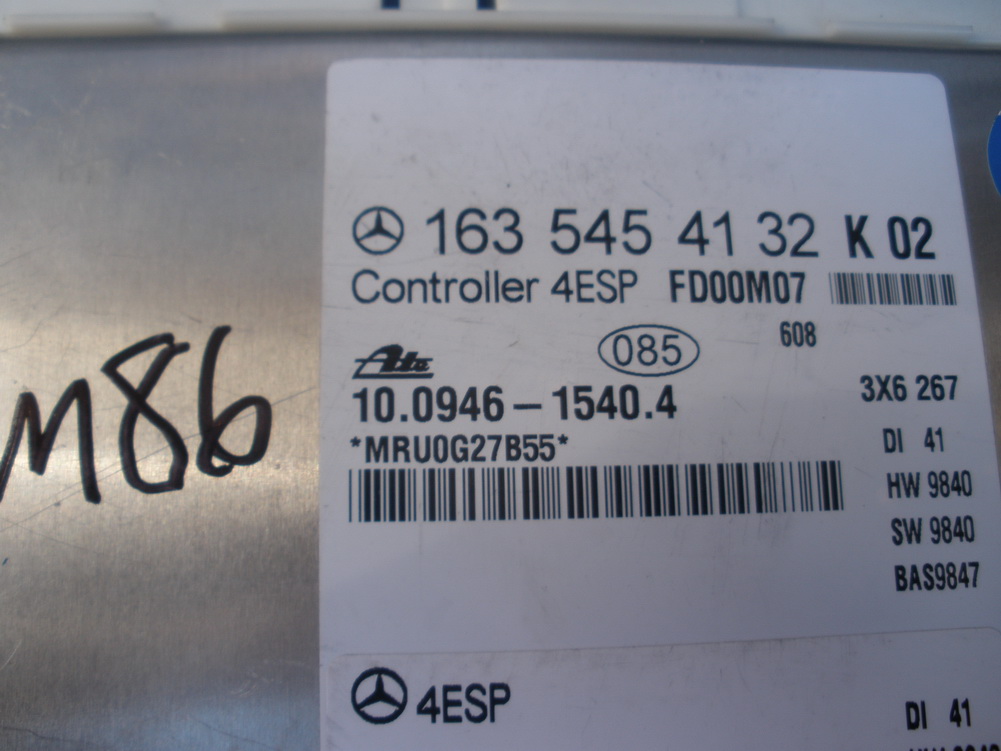 163 545 41 32 K 02
Controller 4ESP FD00M07
608
Ate 085
10.0946-1540.4
3X6 267
*MRU0G27B55*
DI 41
HW 9840
SW 9840
BAS9847
M86
4ESP
DI 41